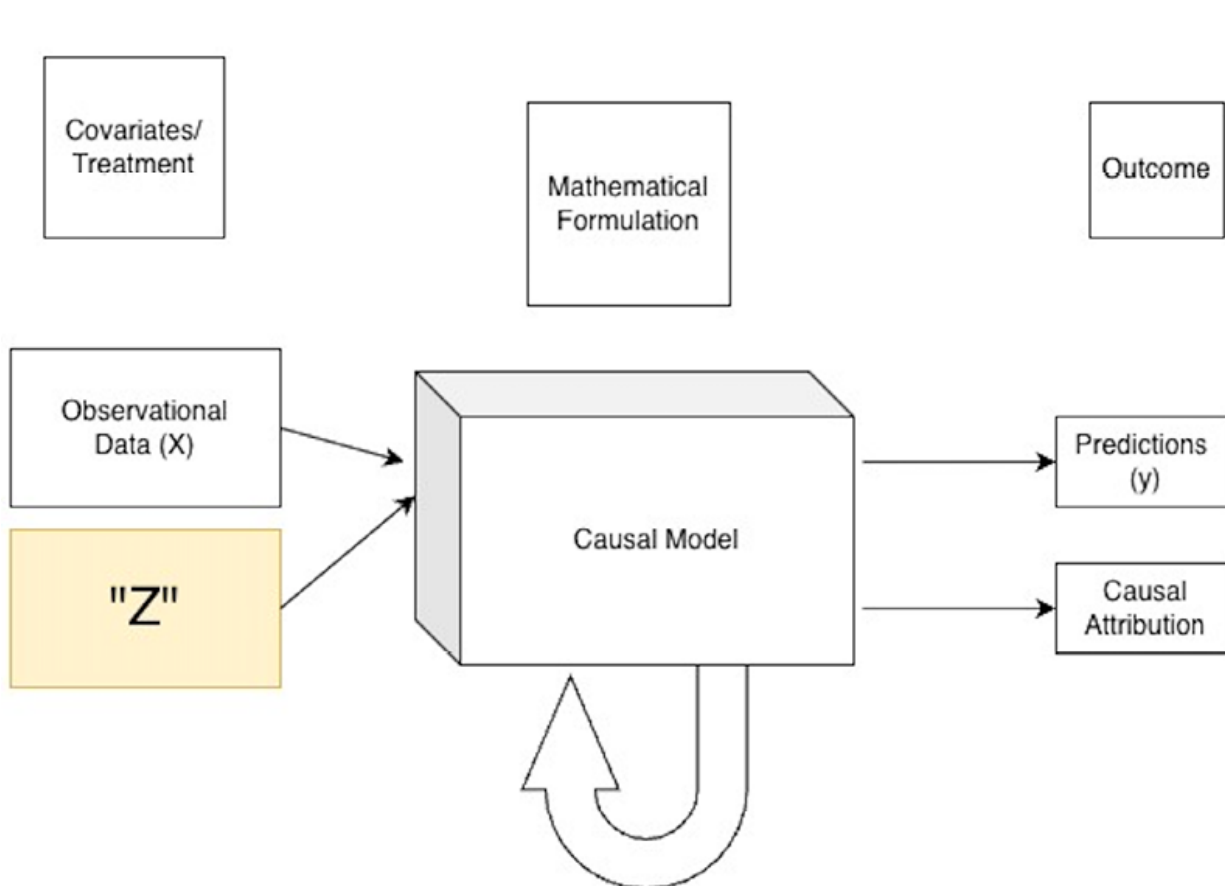 Covariates/
Treatment
Mathematical
Formulation
Outcome
Observational
Data (X)
"Z"
Causal Model
Predictions
(y)
Causal
Attribution